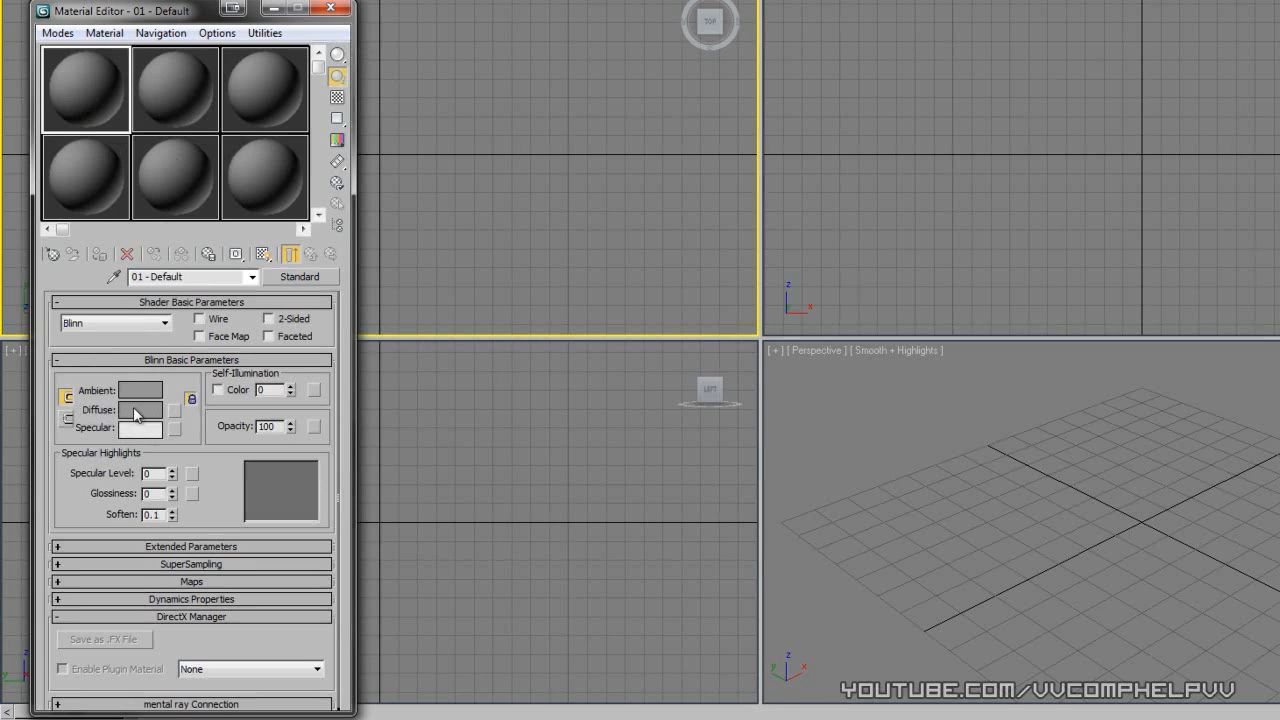 Material Editor - 01 - Default
Modes Material Navigation Options Utilities
TOP
01 - Default Standard
- Shader Basic Parameters
Blinn Wire 2-Sided
Face Map Faceted
- Blinn Basic Parameters
Self-Illumination
Ambient: Color 0
Diffuse:
Specular: Opacity: 100
Specular Highlights
Specular Level: 0
Glossiness: 0
Soften: 0.1
+ Extended Parameters
+ SuperSampling
+ Maps
+ Dynamics Properties
- DirectX Manager
Save as .FX File
Enable Plugin Material None
mental ray Connection
z
x
[ + ]
LEFT
[ + ] [ Perspective ] [ Smooth + Highlights ]
z
y x
z
y
YOUTUBE.COM/VVCOMPHELPVV